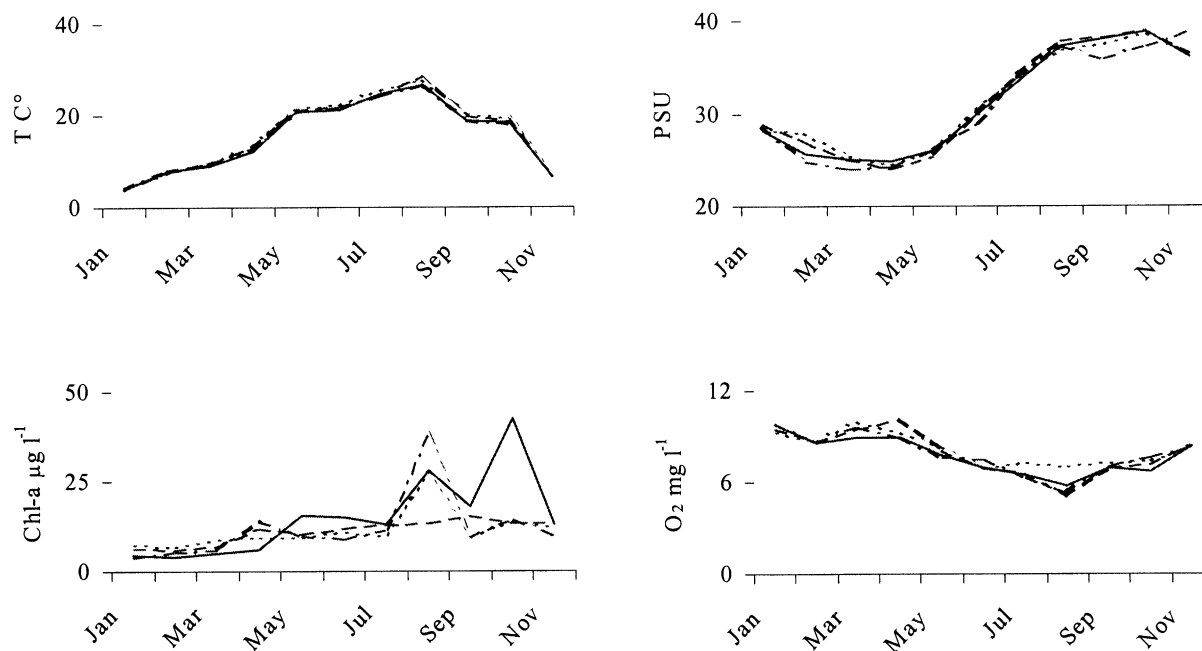 40
20
0
T C°
Jan
Mar
May
Jul
Sep
Nov
40
30
20
PSU
Jan
Mar
May
Jul
Sep
Nov
50
25
0
Chl-a µg l⁻¹
Jan
Mar
May
Jul
Sep
Nov
12
6
0
O₂ mg l⁻¹
Jan
Mar
May
Jul
Sep
Nov